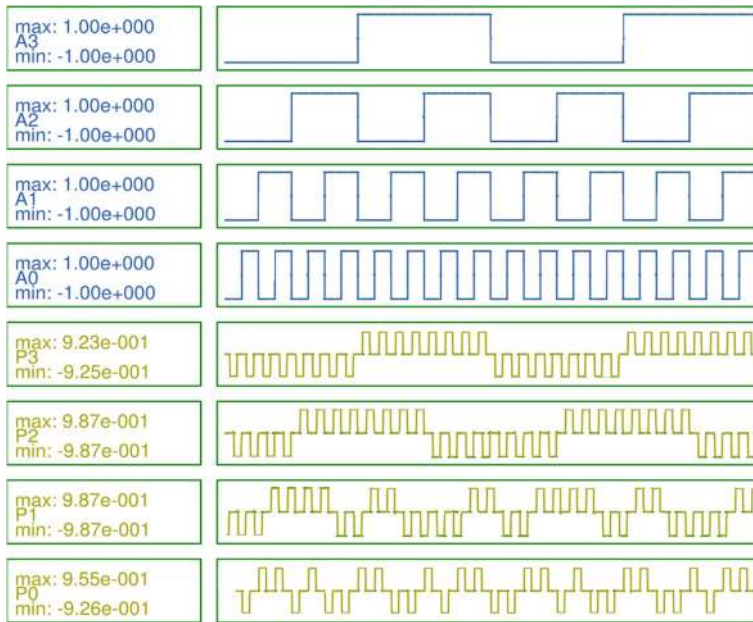 max: 1.00e+000
A3
min: -1.00e+000
max: 1.00e+000
A2
min: -1.00e+000
max: 1.00e+000
A1
min: -1.00e+000
max: 1.00e+000
A0
min: -1.00e+000
max: 9.23e-001
P3
min: -9.25e-001
max: 9.87e-001
P2
min: -9.87e-001
max: 9.87e-001
P1
min: -9.87e-001
max: 9.55e-001
P0
min: -9.26e-001